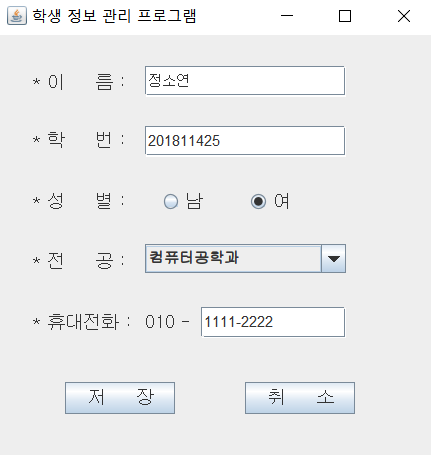 학생 정보 관리 프로그램
* 이 름 : 정소연
* 학 번 : 201811425
* 성 별 : 남 여
* 전 공 : 컴퓨터공학과
* 휴대전화 : 010 - 1111-2222
저 장 취 소